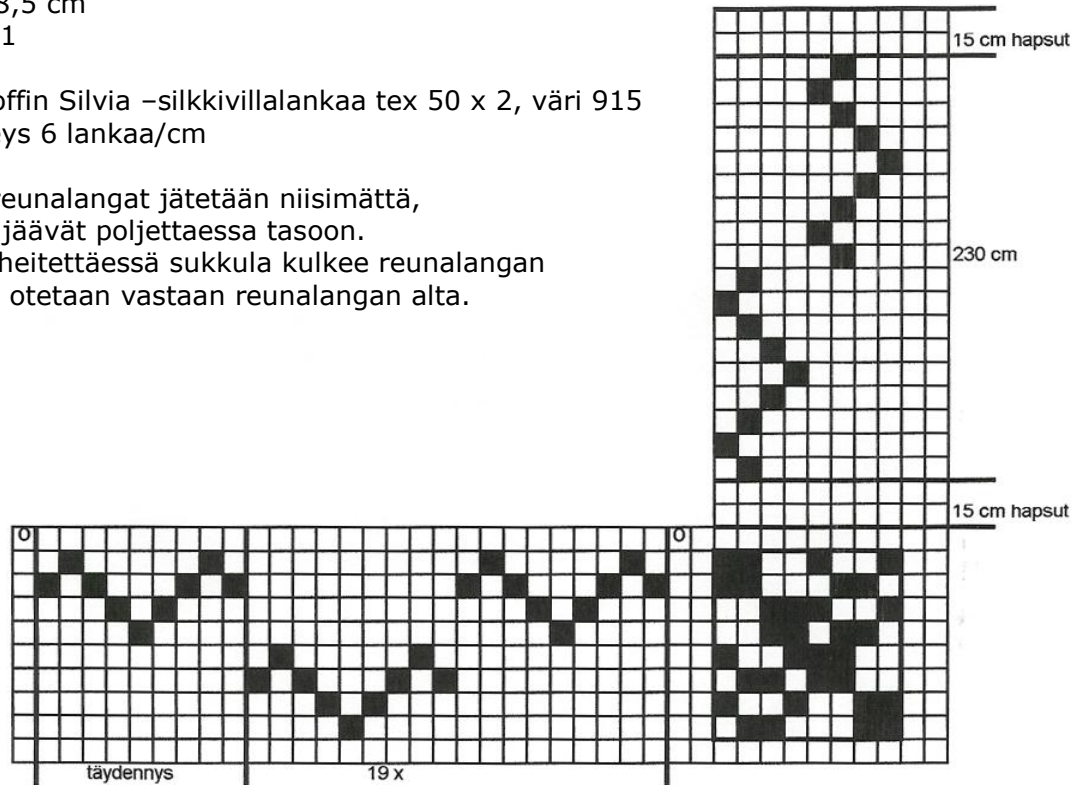 8,5 cm
1
offin Silvia –silkkivillalankaa tex 50 x 2, väri 915
eys 6 lankaa/cm
reunalangat jätetään niisimättä,
jäävät poljettaessa tasoon.
heitettäessä sukkula kulkee reunalangan
otetaan vastaan reunalangan alta.
15 cm hapsut
230 cm
15 cm hapsut
O
O
täydennys
19 x